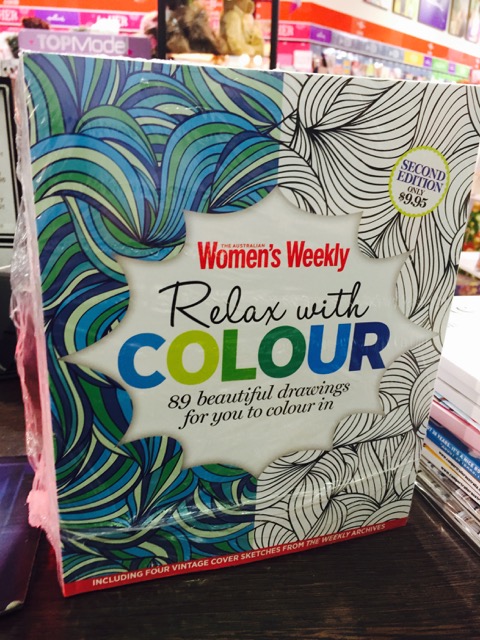 TOPModel
SECOND
EDITION
ONLY
$9.95
THE AUSTRALIAN
Women's Weekly
Relax with
COLOUR
89 beautiful drawings
for you to colour in
INCLUDING FOUR VINTAGE COVER SKETCHES FROM THE WEEKLY ARCHIVES